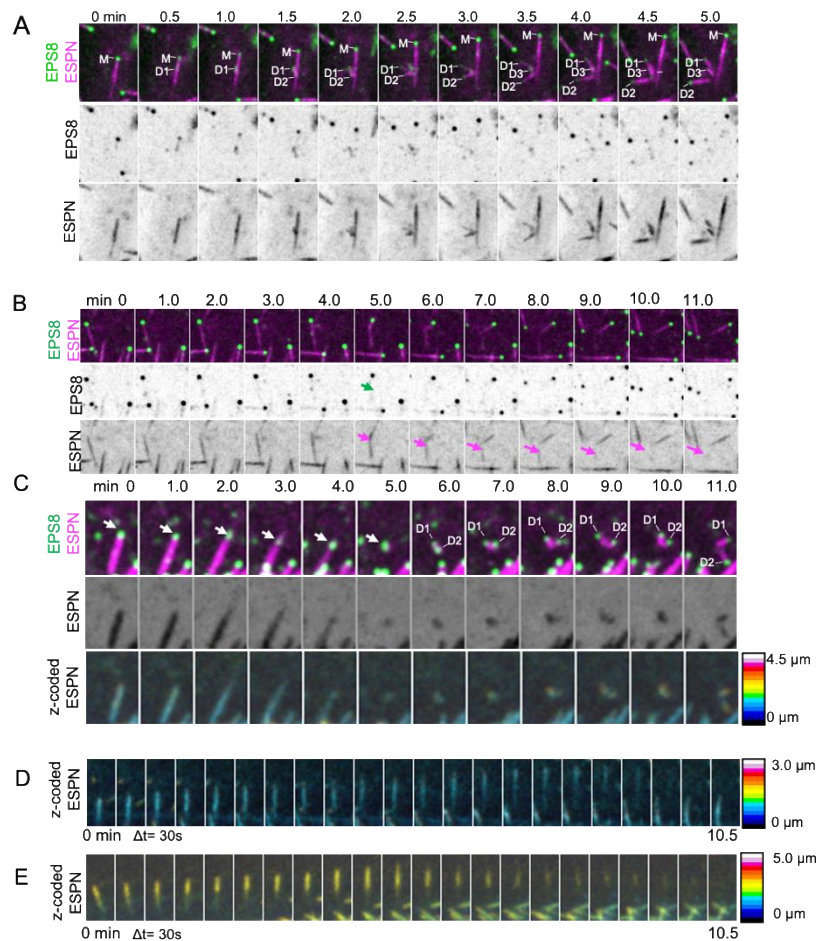 A
0 min 0.5 1.0 1.5 2.0 2.5 3.0 3.5 4.0 4.5 5.0
EPS8
ESPN
M M M M M M M M M M M
D1 D1 D1 D1 D1 D1 D1 D1 D1 D1
D3 D3 D3 D3
D2 D2 D2 D2 D2 D2 D2 D2
EPS8
ESPN
B
min 0 1.0 2.0 3.0 4.0 5.0 6.0 7.0 8.0 9.0 10.0 11.0
EPS8
ESPN
EPS8
ESPN
C
min 0 1.0 2.0 3.0 4.0 5.0 6.0 7.0 8.0 9.0 10.0 11.0
EPS8
ESPN
D1 D2 D1 D2 D1 D2 D1 D2 D1 D2 D1
D2
ESPN
z-coded
ESPN
4.5 µm
0 µm
D
z-coded
ESPN
3.0 µm
0 µm
0 min Δt= 30s 10.5
E
z-coded
ESPN
5.0 µm
0 µm
0 min Δt= 30s 10.5